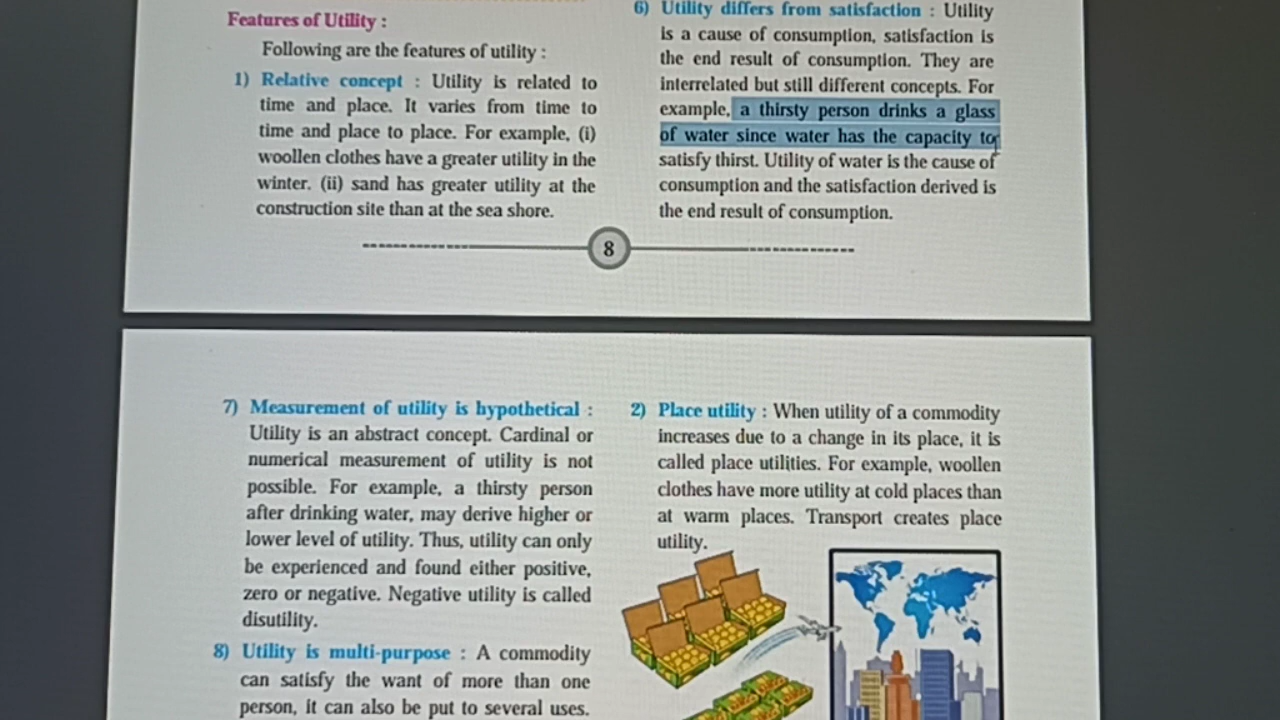 Features of Utility :
Following are the features of utility :
1) Relative concept : Utility is related to
time and place. It varies from time to
time and place to place. For example, (i)
woollen clothes have a greater utility in the
winter. (ii) sand has greater utility at the
construction site than at the sea shore.
6) Utility differs from satisfaction : Utility
is a cause of consumption, satisfaction is
the end result of consumption. They are
interrelated but still different concepts. For
example, a thirsty person drinks a glass
of water since water has the capacity to
satisfy thirst. Utility of water is the cause of
consumption and the satisfaction derived is
the end result of consumption.
8
7) Measurement of utility is hypothetical :
Utility is an abstract concept. Cardinal or
numerical measurement of utility is not
possible. For example, a thirsty person
after drinking water, may derive higher or
lower level of utility. Thus, utility can only
be experienced and found either positive,
zero or negative. Negative utility is called
disutility.
8) Utility is multi-purpose : A commodity
can satisfy the want of more than one
person, it can also be put to several uses.
2) Place utility : When utility of a commodity
increases due to a change in its place, it is
called place utilities. For example, woollen
clothes have more utility at cold places than
at warm places. Transport creates place
utility.